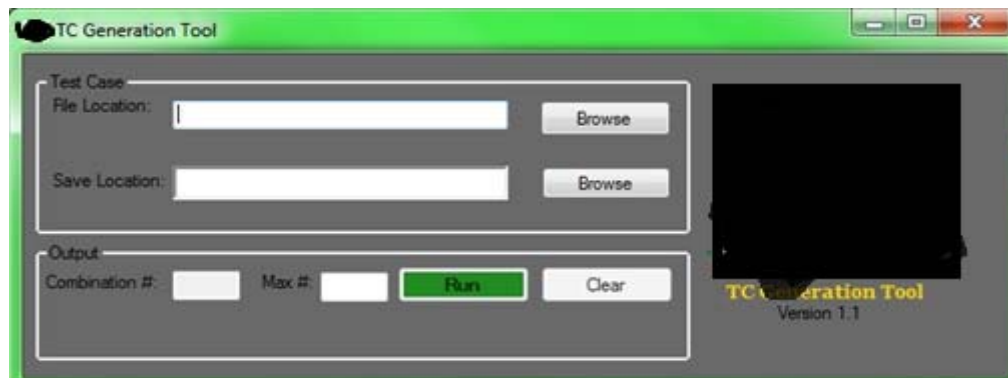 TC Generation Tool
Test Case
File Location:
Browse
Save Location:
Browse
Output
Combination #:
Max #:
Run
Clear
TC Generation Tool
Version 1.1